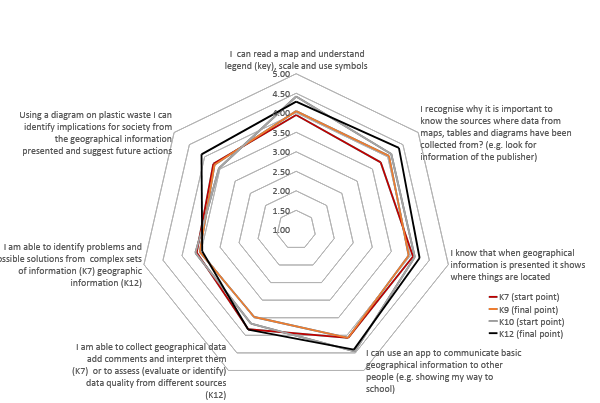 I can read a map and understand
legend (key), scale and use symbols
5.00
4.50
4.00
3.50
3.00
2.50
2.00
1.50
1.00
I recognise why it is important to
know the sources where data from
maps, tables and diagrams have been
collected from? (e.g. look for
information of the publisher)
I know that when geographical
information is presented it shows
where things are located
K7 (start point)
K9 (final point)
K10 (start point)
K12 (final point)
I can use an app to communicate basic
geographical information to other
people (e.g. showing my way to
school)
I am able to collect geographical data
add comments and interpret them
(K7) or to assess (evaluate or identify)
data quality from different sources
(K12)
I am able to identify problems and
possible solutions from complex sets
of information (K7) geographic
information (K12)
Using a diagram on plastic waste I can
identify implications for society from
the geographical information
presented and suggest future actions